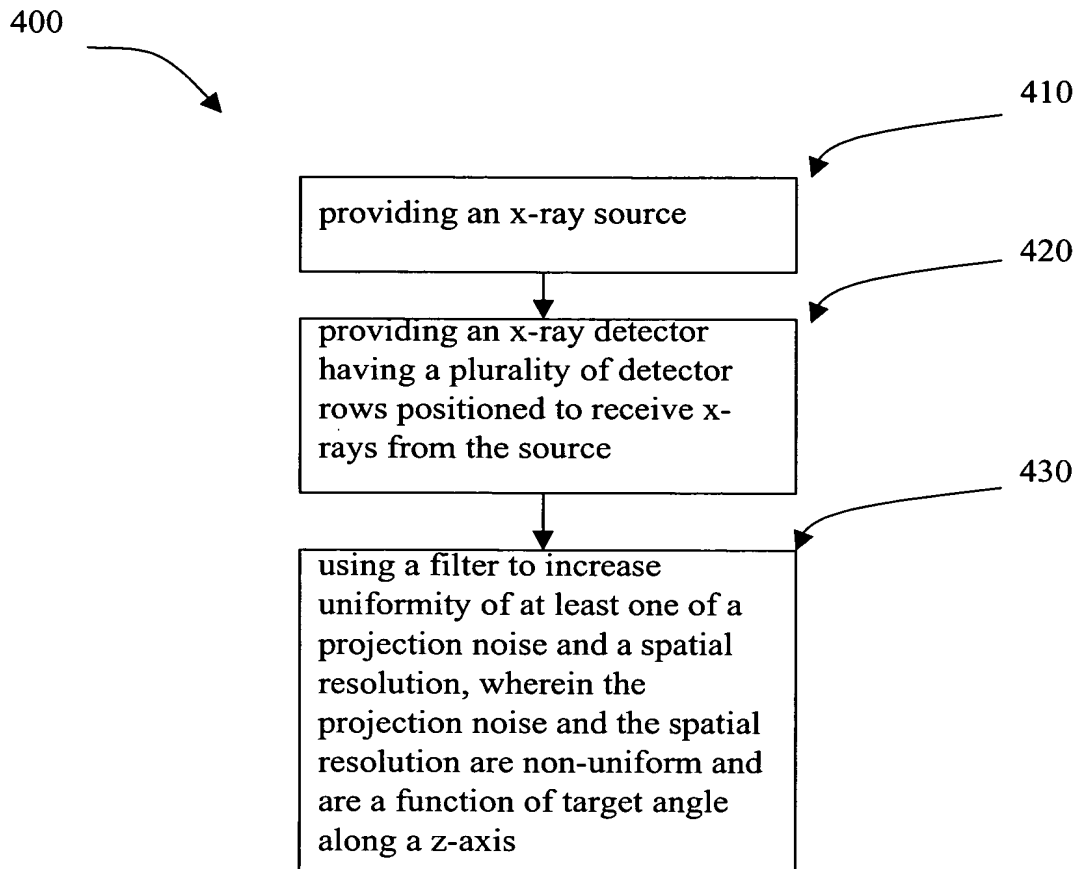 400
410
providing an x-ray source
420
providing an x-ray detector
having a plurality of detector
rows positioned to receive x-
rays from the source
430
using a filter to increase
uniformity of at least one of a
projection noise and a spatial
resolution, wherein the
projection noise and the spatial
resolution are non-uniform and
are a function of target angle
along a z-axis